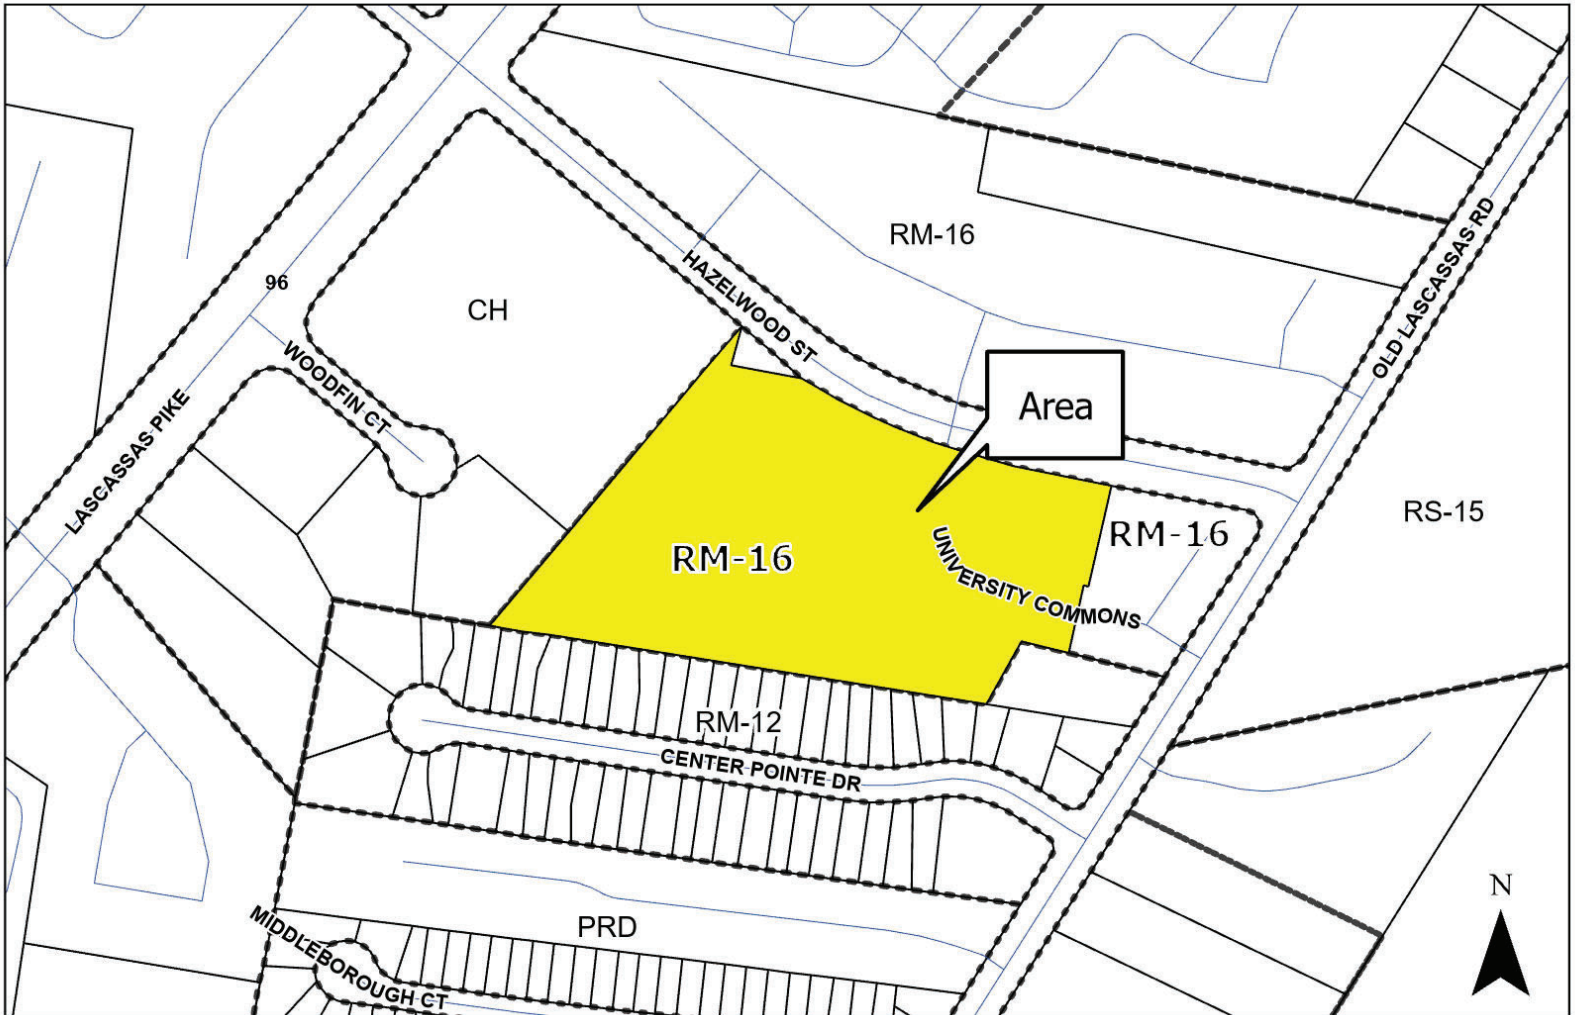 RM-16
HAZELWOOD ST
OLD LASCASSAS RD
96
CH
WOODFIN CT
LASCASSAS PIKE
Area
RS-15
RM-16
RM-16
UNIVERSITY COMMONS
RM-12
CENTER POINTE DR
N
PRD
MIDDLEBOROUGH CT